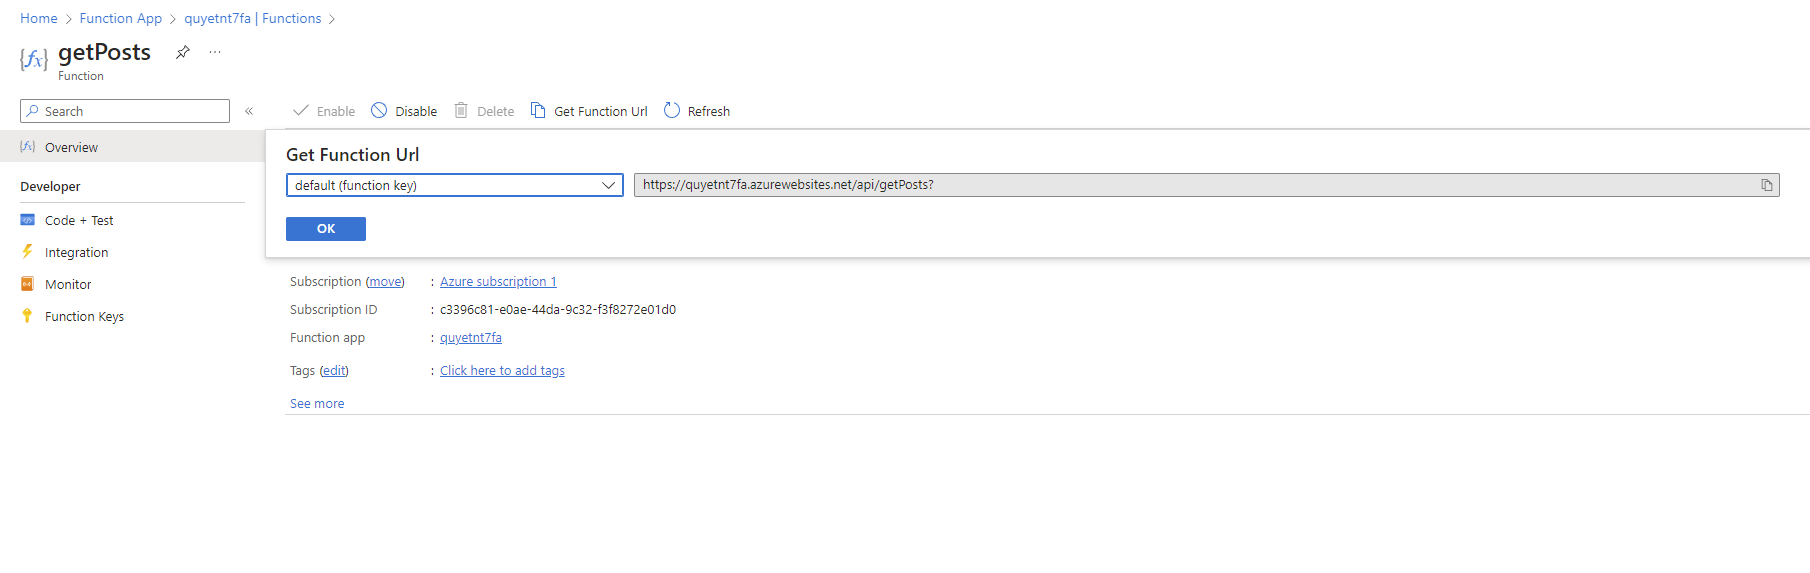 Home > Function App > quyetnt7fa | Functions >
getPosts
Function
Search
Enable Disable Delete Get Function Url Refresh
Overview
Get Function Url
default (function key) https://quyetnt7fa.azurewebsites.net/api/getPosts?
OK
Developer
Code + Test
Integration
Monitor
Function Keys
Subscription (move) : Azure subscription 1
Subscription ID : c3396c81-e0ae-44da-9c32-f3f8272e01d0
Function app : quyetnt7fa
Tags (edit) : Click here to add tags
See more